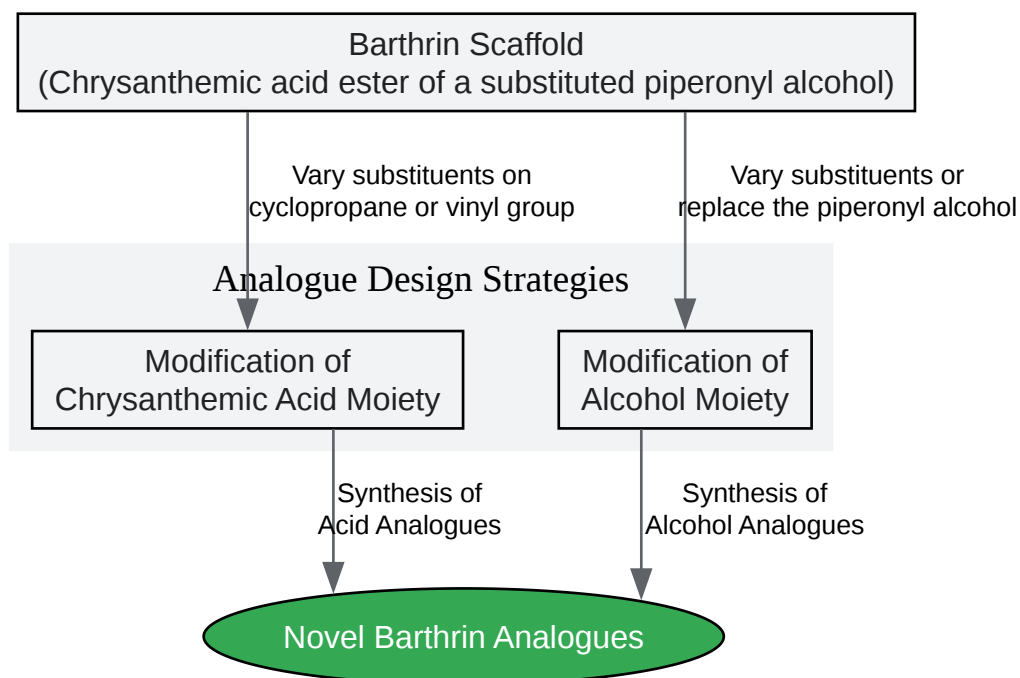 Barthrin Scaffold
(Chrysanthemic acid ester of a substituted piperonyl alcohol)
Vary substituents on
cyclopropane or vinyl group
Vary substituents or
replace the piperonyl alcohol
Analogue Design Strategies
Modification of
Chrysanthemic Acid Moiety
Modification of
Alcohol Moiety
Synthesis of
Acid Analogues
Synthesis of
Alcohol Analogues
Novel Barthrin Analogues